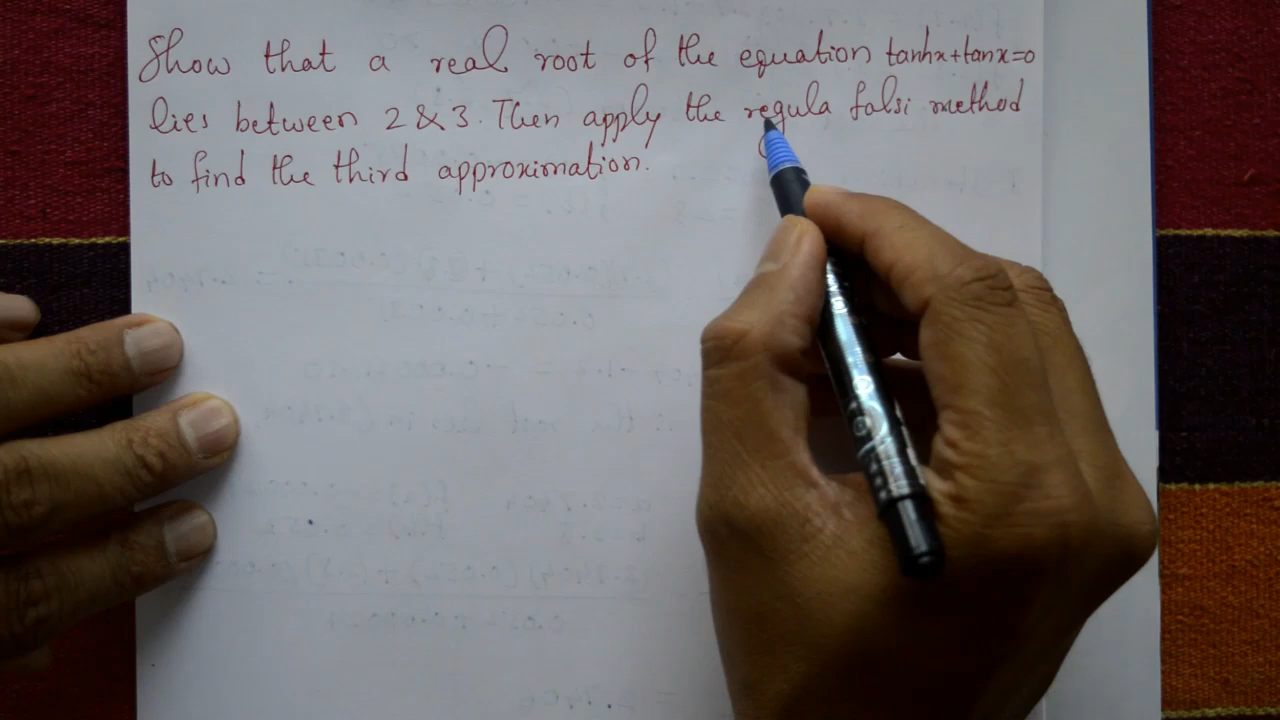 Show that a real root of the equation tanhx+tanx=0
lies between 2 & 3. Then apply the regula falsi method
to find the third approximation.